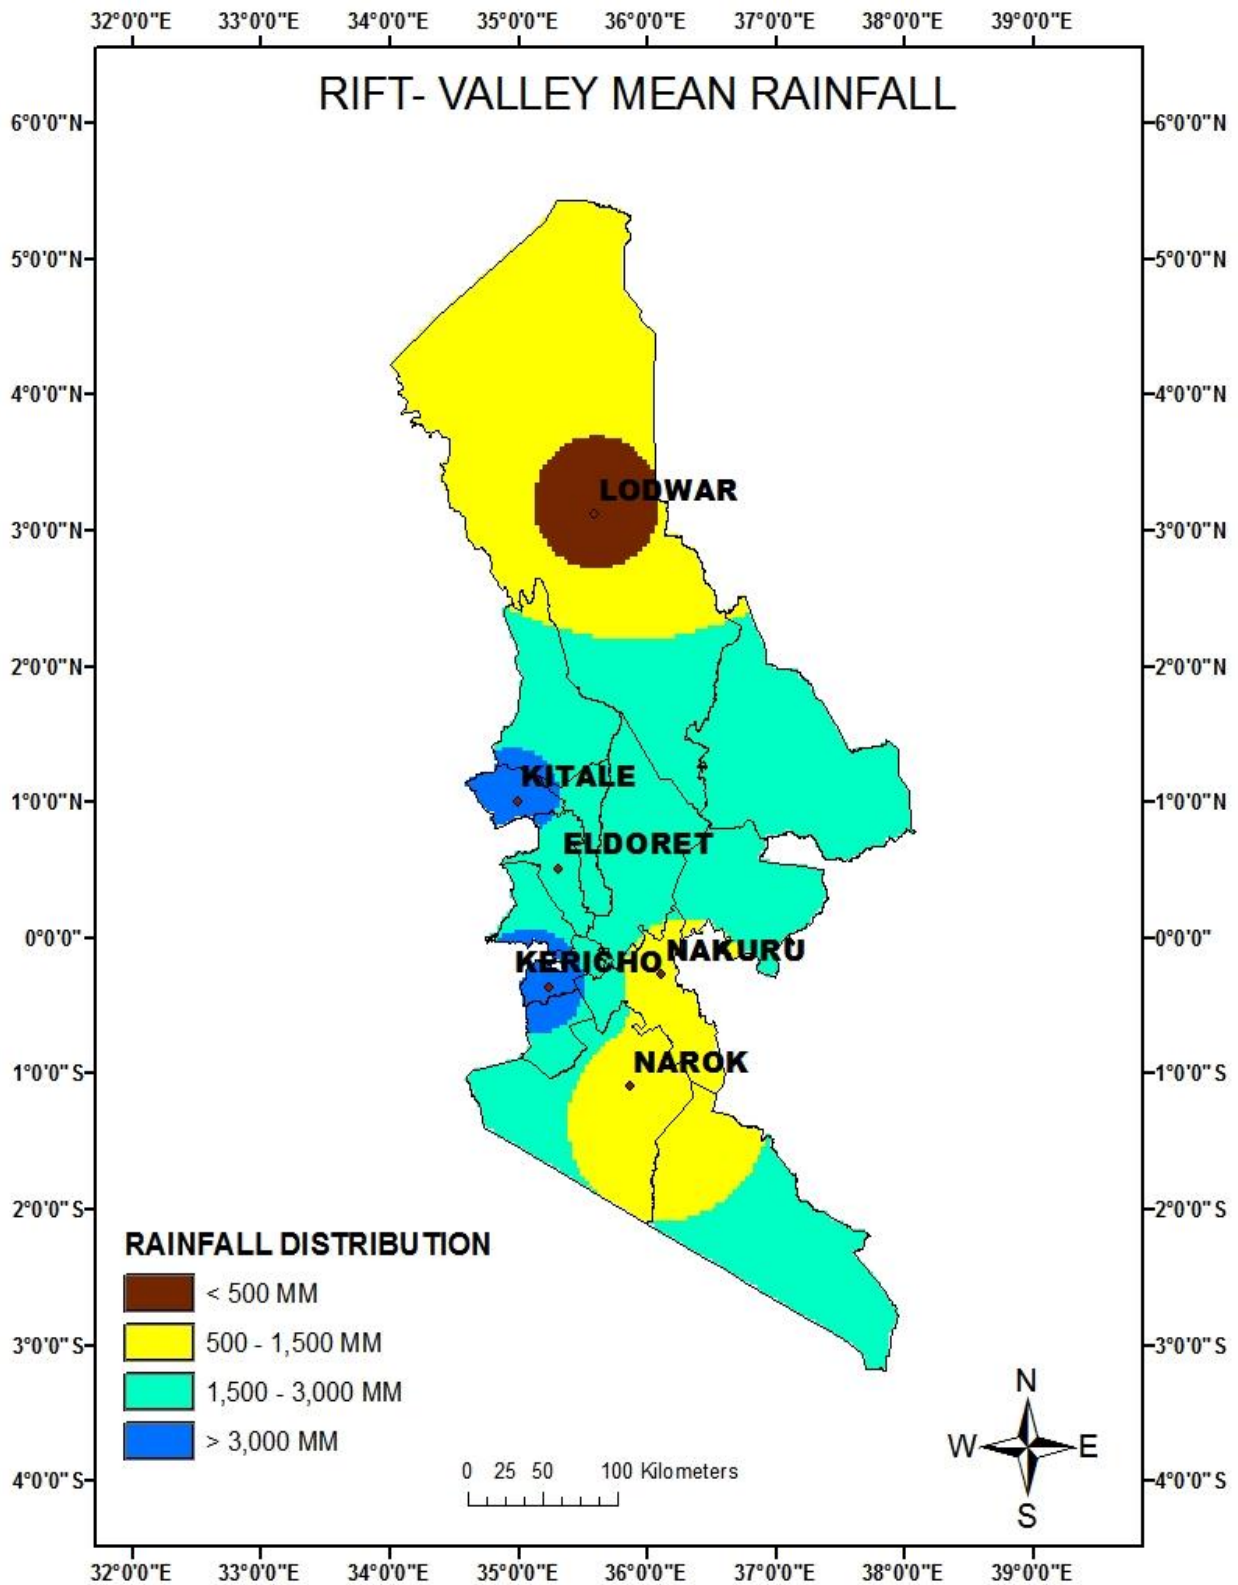 32°0'0"E 33°0'0"E 34°0'0"E 35°0'0"E 36°0'0"E 37°0'0"E 38°0'0"E 39°0'0"E
RIFT- VALLEY MEAN RAINFALL
6°0'0"N 6°0'0"N
5°0'0"N 5°0'0"N
4°0'0"N 4°0'0"N
LODWAR
3°0'0"N 3°0'0"N
2°0'0"N 2°0'0"N
KITALE
1°0'0"N 1°0'0"N
ELDORET
0°0'0" 0°0'0"
NAKURU
KERICHO
NAROK
1°0'0"S 1°0'0"S
2°0'0"S 2°0'0"S
RAINFALL DISTRIBUTION
< 500 MM
500 - 1,500 MM
3°0'0"S 3°0'0"S
1,500 - 3,000 MM
N
> 3,000 MM
W E
0 25 50 100 Kilometers
4°0'0"S 4°0'0"S
S
32°0'0"E 33°0'0"E 34°0'0"E 35°0'0"E 36°0'0"E 37°0'0"E 38°0'0"E 39°0'0"E